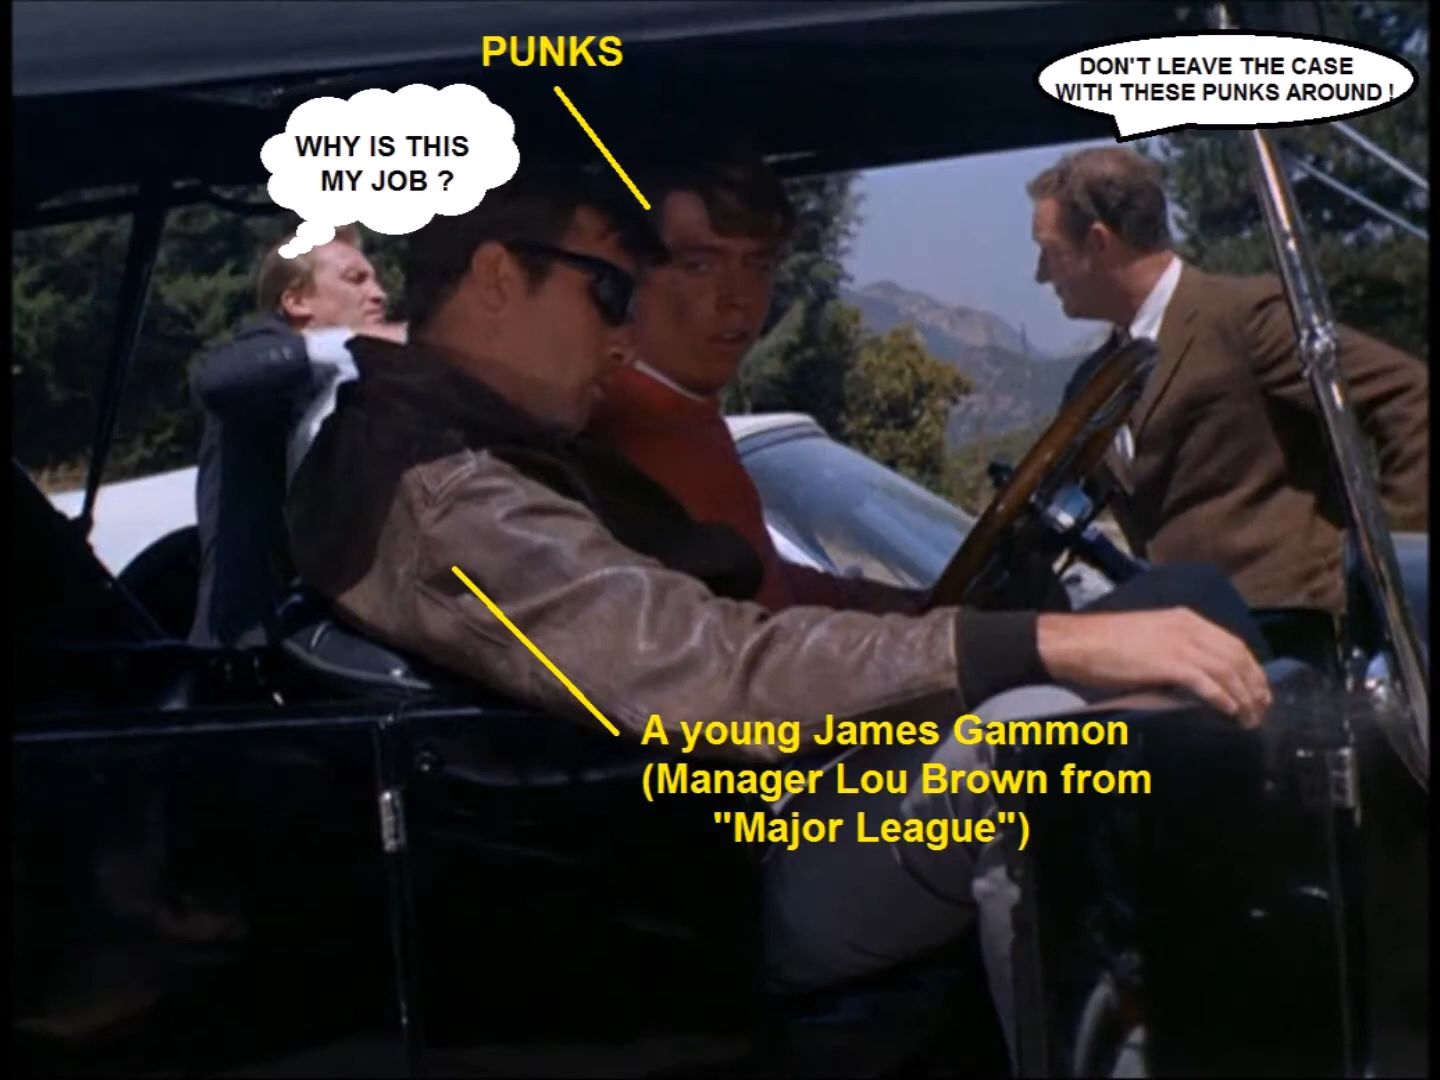 PUNKS
DON'T LEAVE THE CASE
WITH THESE PUNKS AROUND !
WHY IS THIS
MY JOB ?
A young James Gammon
(Manager Lou Brown from
"Major League")